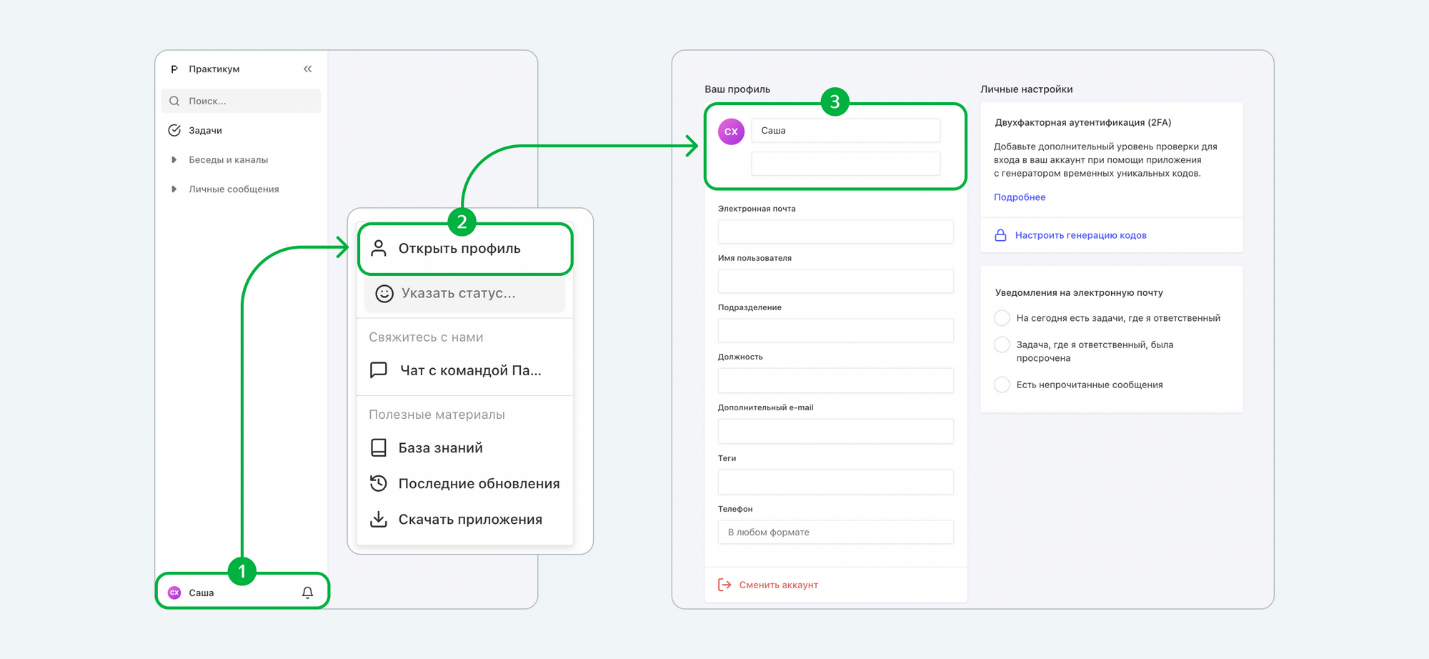 Практикум
Поиск...
Задачи
Беседы и каналы
Личные сообщения
1
CX
Саша
2
Открыть профиль
Указать статус...
Свяжитесь с нами
Чат с командой Па...
Полезные материалы
База знаний
Последние обновления
Скачать приложения
Ваш профиль
3
CX
Саша
Электронная почта
Имя пользователя
Подразделение
Должность
Дополнительный e-mail
Теги
Телефон
В любом формате
Сменить аккаунт
Личные настройки
Двухфакторная аутентификация (2FA)
Добавьте дополнительный уровень проверки для
входа в ваш аккаунт при помощи приложения
с генератором временных уникальных кодов.
Подробнее
Настроить генерацию кодов
Уведомления на электронную почту
На сегодня есть задачи, где я ответственный
Задача, где я ответственный, была
просрочена
Есть непрочитанные сообщения